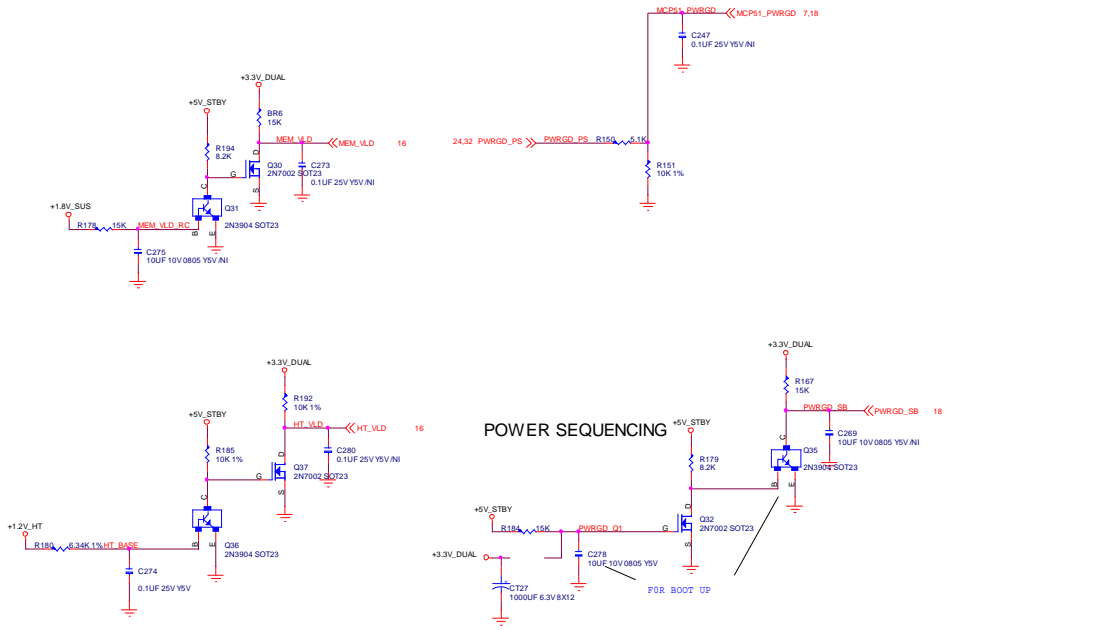 MCP51_PWRGD
MCP51_PWRGD 7,18
C247
0.1UF 25V Y5V /NI
+3.3V_DUAL
+5V_STBY
BR6
15K
MEM_VLD
MEM_VLD 16
R194
8.2K
D
Q30
2N7002 SOT23
G
S
C273
0.1UF 25V Y5V /NI
24,32 PWRGD_PS
PWRGD_PS
R150 5.1K
R151
10K 1%
C
+1.8V_SUS
Q31
2N3904 SOT23
R178 15K
MEM_VLD_RC
B
E
C275
10UF 10V 0805 Y5V /NI
+3.3V_DUAL
+3.3V_DUAL
R192
10K 1%
R167
15K
+5V_STBY
HT_VLD
HT_VLD 16
POWER SEQUENCING
+5V_STBY
PWRGD_SB
PWRGD_SB 18
R185
10K 1%
D
C280
0.1UF 25V Y5V /NI
C
C269
10UF 10V 0805 Y5V /NI
Q37
2N7002 SOT23
G
S
R179
8.2K
Q35
2N3904 SOT23
B
E
C
+1.2V_HT
+5V_STBY
D
R180 6.34K 1% HT_BASE
B
E
Q36
2N3904 SOT23
R184 15K
PWRGD_Q1
G
S
Q32
2N7002 SOT23
+3.3V_DUAL
C278
10UF 10V 0805 Y5V
C274
0.1UF 25V Y5V
+
CT27
1000UF 6.3V 8X12
F0R BOOT UP